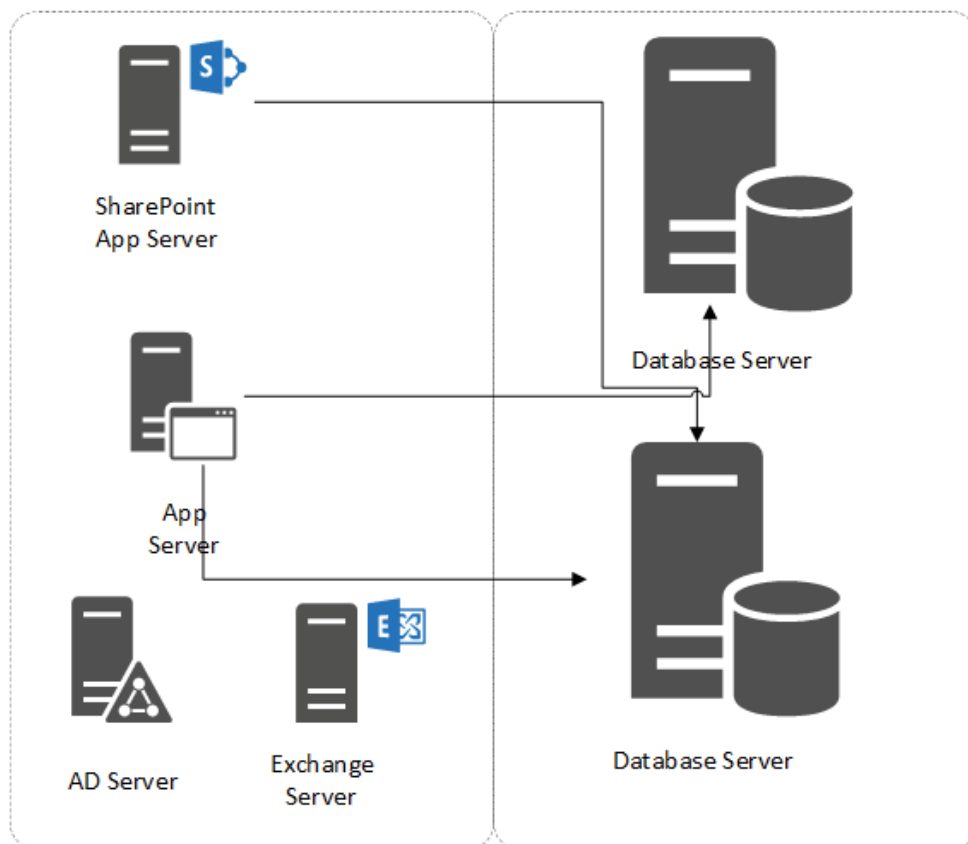 S
SharePoint
App Server
Database Server
App
Server
E
AD Server
Exchange
Server
Database Server